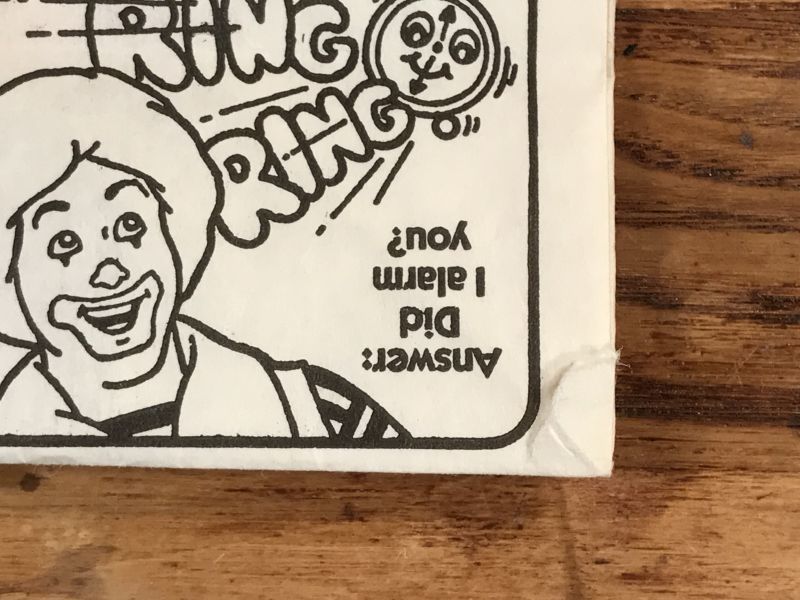 RING
RING
Answer:
Did
I alarm
you?